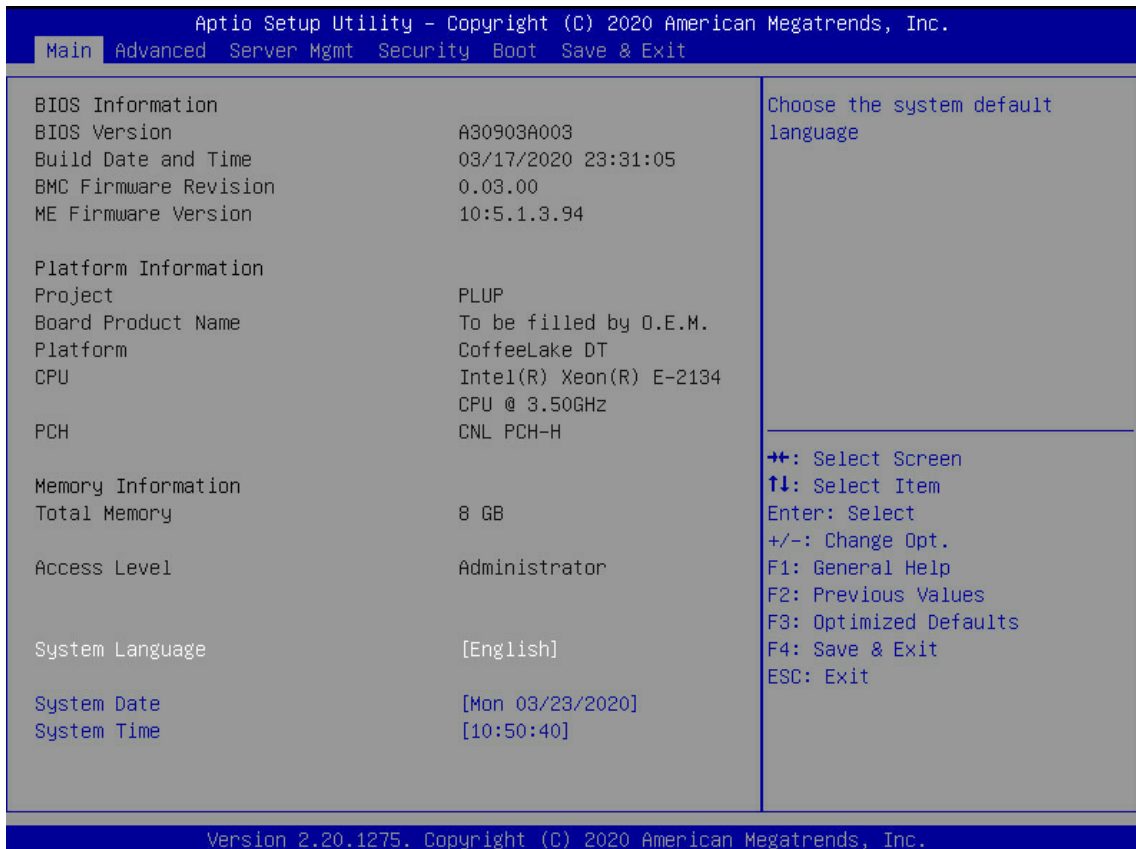 Aptio Setup Utility – Copyright (C) 2020 American Megatrends, Inc.
Main Advanced Server Mgmt Security Boot Save & Exit
BIOS Information
BIOS Version A30903A003
Build Date and Time 03/17/2020 23:31:05
BMC Firmware Revision 0.03.00
ME Firmware Version 10:5.1.3.94
Platform Information
Project PLUP
Board Product Name To be filled by O.E.M.
Platform CoffeeLake DT
CPU Intel(R) Xeon(R) E-2134
CPU @ 3.50GHz
PCH CNL PCH-H
Memory Information
Total Memory 8 GB
Access Level Administrator
System Language [English]
System Date [Mon 03/23/2020]
System Time [10:50:40]
Choose the system default
language
→←: Select Screen
↑↓: Select Item
Enter: Select
+/-: Change Opt.
F1: General Help
F2: Previous Values
F3: Optimized Defaults
F4: Save & Exit
ESC: Exit
Version 2.20.1275. Copyright (C) 2020 American Megatrends, Inc.